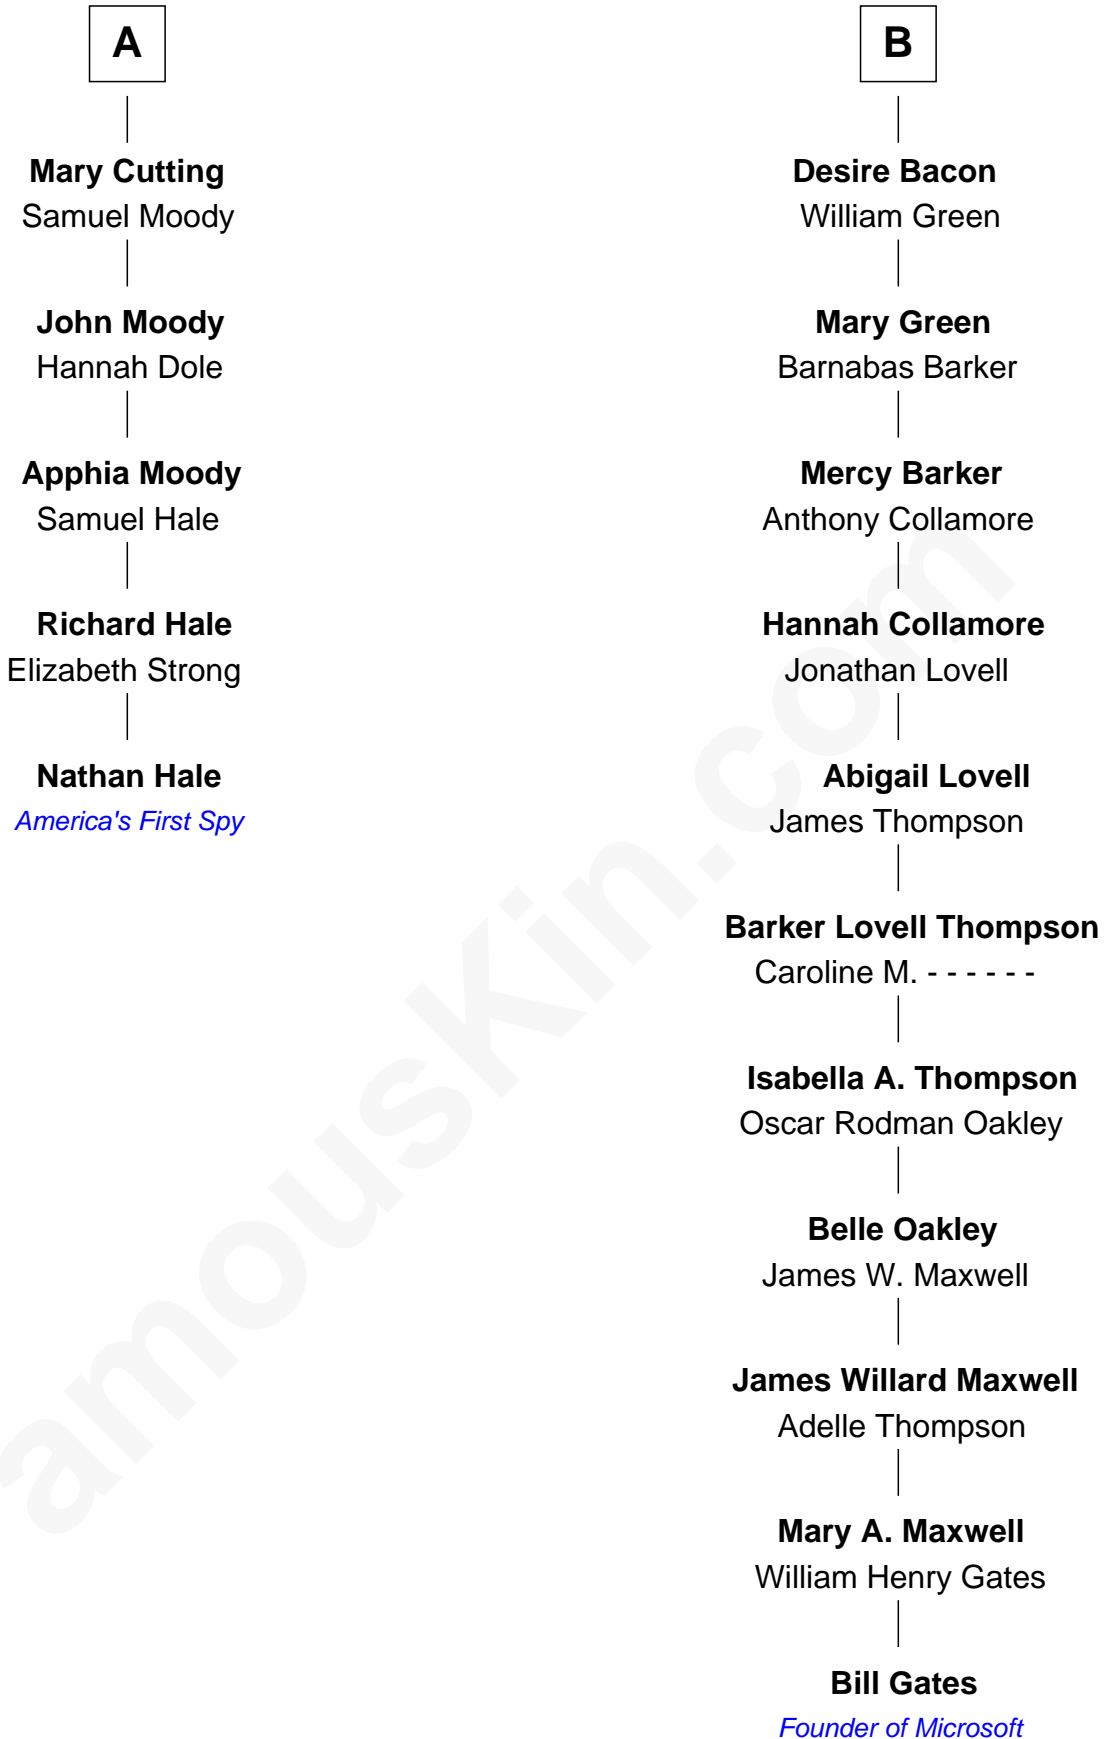 A
Mary Cutting
Samuel Moody
John Moody
Hannah Dole
Apphia Moody
Samuel Hale
Richard Hale
Elizabeth Strong
Nathan Hale
America's First Spy
B
Desire Bacon
William Green
Mary Green
Barnabas Barker
Mercy Barker
Anthony Collamore
Hannah Collamore
Jonathan Lovell
Abigail Lovell
James Thompson
Barker Lovell Thompson
Caroline M. - - - - - -
Isabella A. Thompson
Oscar Rodman Oakley
Belle Oakley
James W. Maxwell
James Willard Maxwell
Adelle Thompson
Mary A. Maxwell
William Henry Gates
Bill Gates
Founder of Microsoft
amousKin.com